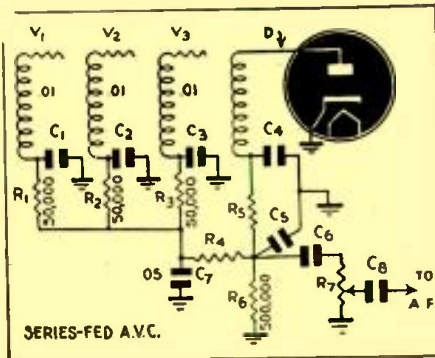 V1 V2 V3 D
01 01 01
C1 C2 C3 C4
R1 50,000 R2 50,000 R3 50,000 R5 C5
R4 C6
05 C7 R7 C8 TO
R6 500,000 A F
SERIES-FED A.V.C.